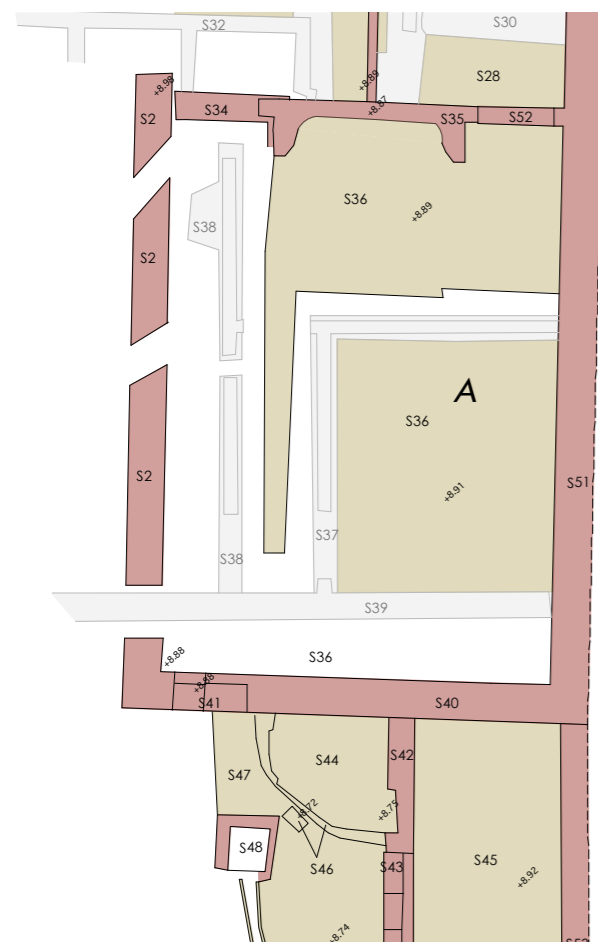 S32
S30
S28
+8.98
+8.89
+8.87
S2
S34
S35
S52
S36
+8.89
S38
S2
A
S36
+8.91
S2
S51
S37
S38
S39
S36
+8.88
S41
S40
S42
S44
S47
+8.72
+8.75
S48
S43
S46
S45
+8.92
+8.74